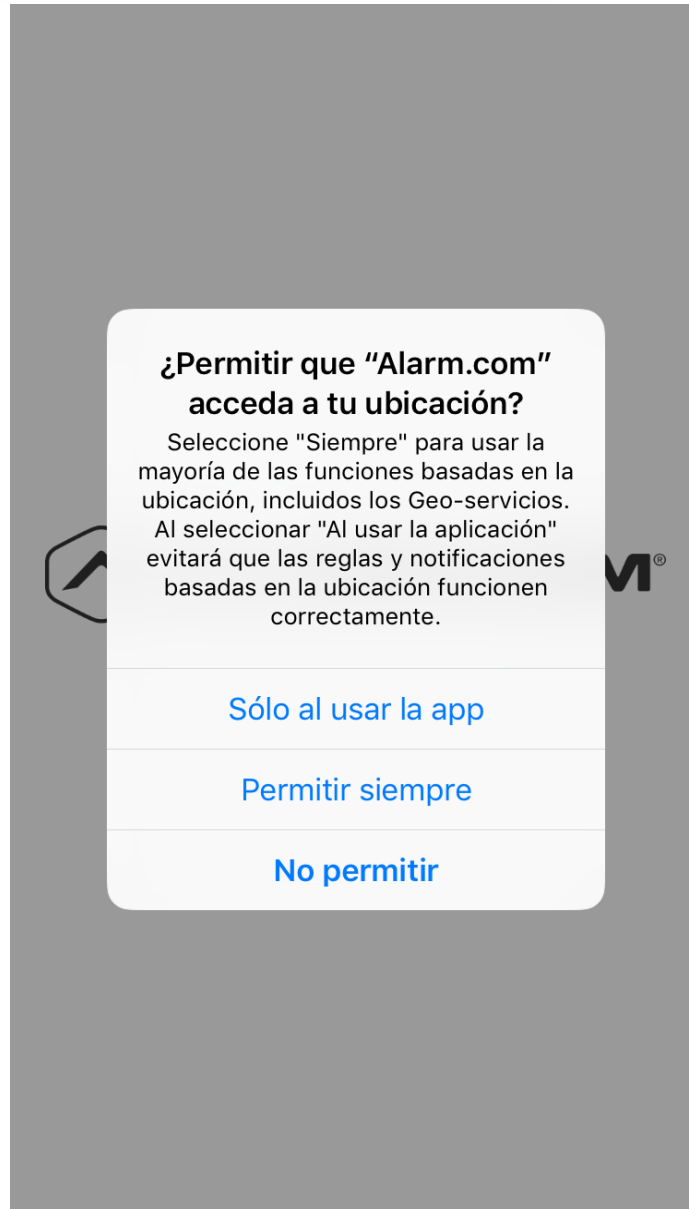 ¿Permitir que “Alarm.com”
acceda a tu ubicación?
Seleccione "Siempre" para usar la
mayoría de las funciones basadas en la
ubicación, incluidos los Geo-servicios.
Al seleccionar "Al usar la aplicación"
evitará que las reglas y notificaciones
basadas en la ubicación funcionen
correctamente.
M®
Sólo al usar la app
Permitir siempre
No permitir